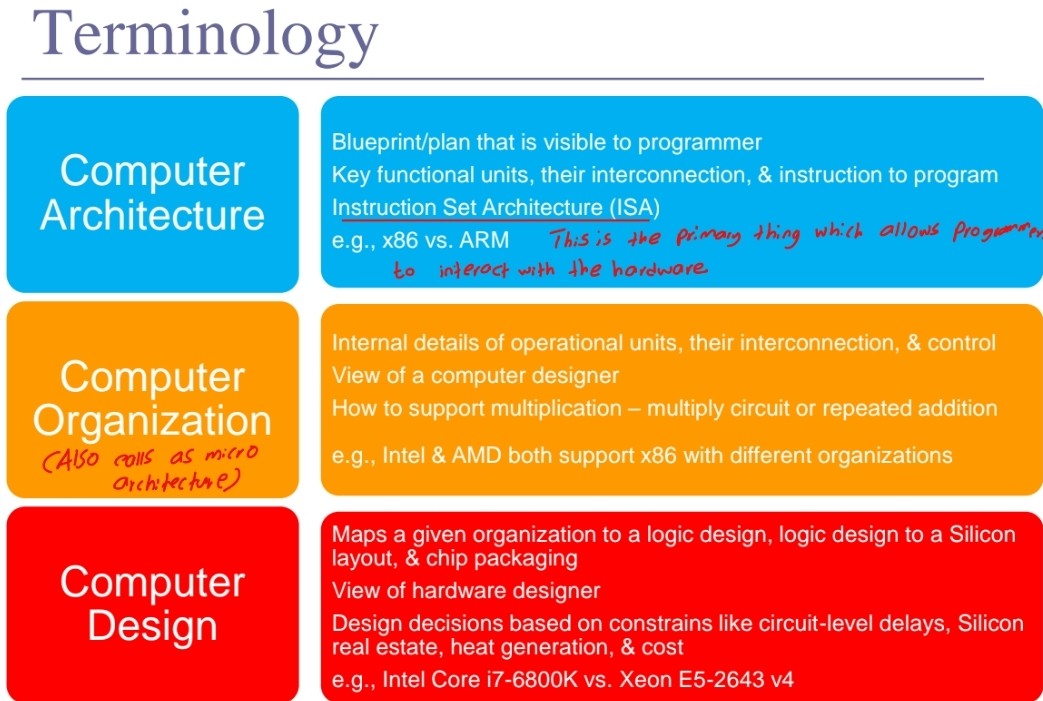 Terminology
Computer
Architecture
Blueprint/plan that is visible to programmer
Key functional units, their interconnection, & instruction to program
Instruction Set Architecture (ISA)
e.g., x86 vs. ARM This is the primary thing which allows Programmers
to interact with the hardware
Computer
Organization
(Also calls as micro
architecture)
Internal details of operational units, their interconnection, & control
View of a computer designer
How to support multiplication – multiply circuit or repeated addition
e.g., Intel & AMD both support x86 with different organizations
Computer
Design
Maps a given organization to a logic design, logic design to a Silicon
layout, & chip packaging
View of hardware designer
Design decisions based on constrains like circuit-level delays, Silicon
real estate, heat generation, & cost
e.g., Intel Core i7-6800K vs. Xeon E5-2643 v4